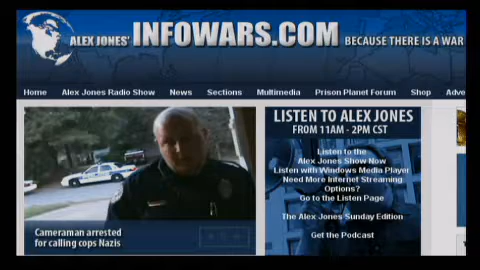 ALEX JONES' INFOWARS.COM BECAUSE THERE IS A WAR
Home Alex Jones Radio Show News Sections Multimedia Prison Planet Forum Shop Adve
LISTEN TO ALEX JONES
FROM 11AM - 2PM CST
Listen to the
Alex Jones Show Now
Listen with Windows Media Player
Need More Internet Streaming
Options?
Go to the Listen Page
The Alex Jones Sunday Edition
Get the Podcast
Cameraman arrested
for calling cops Nazis